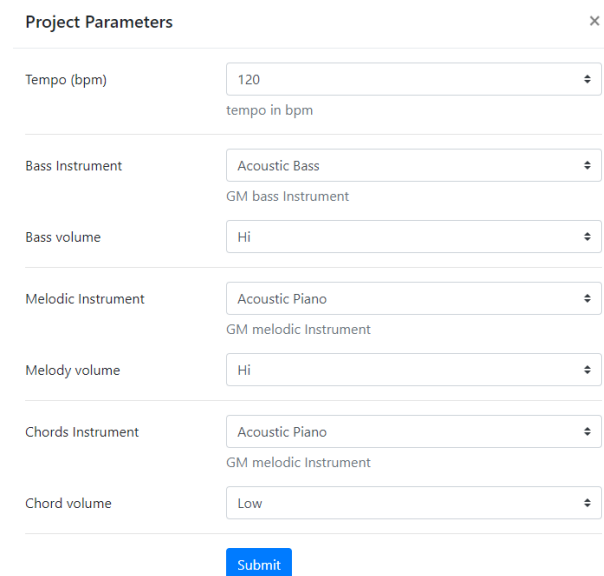 Project Parameters ×
Tempo (bpm) 120
tempo in bpm
Bass Instrument Acoustic Bass
GM bass Instrument
Bass volume Hi
Melodic Instrument Acoustic Piano
GM melodic Instrument
Melody volume Hi
Chords Instrument Acoustic Piano
GM melodic Instrument
Chord volume Low
Submit